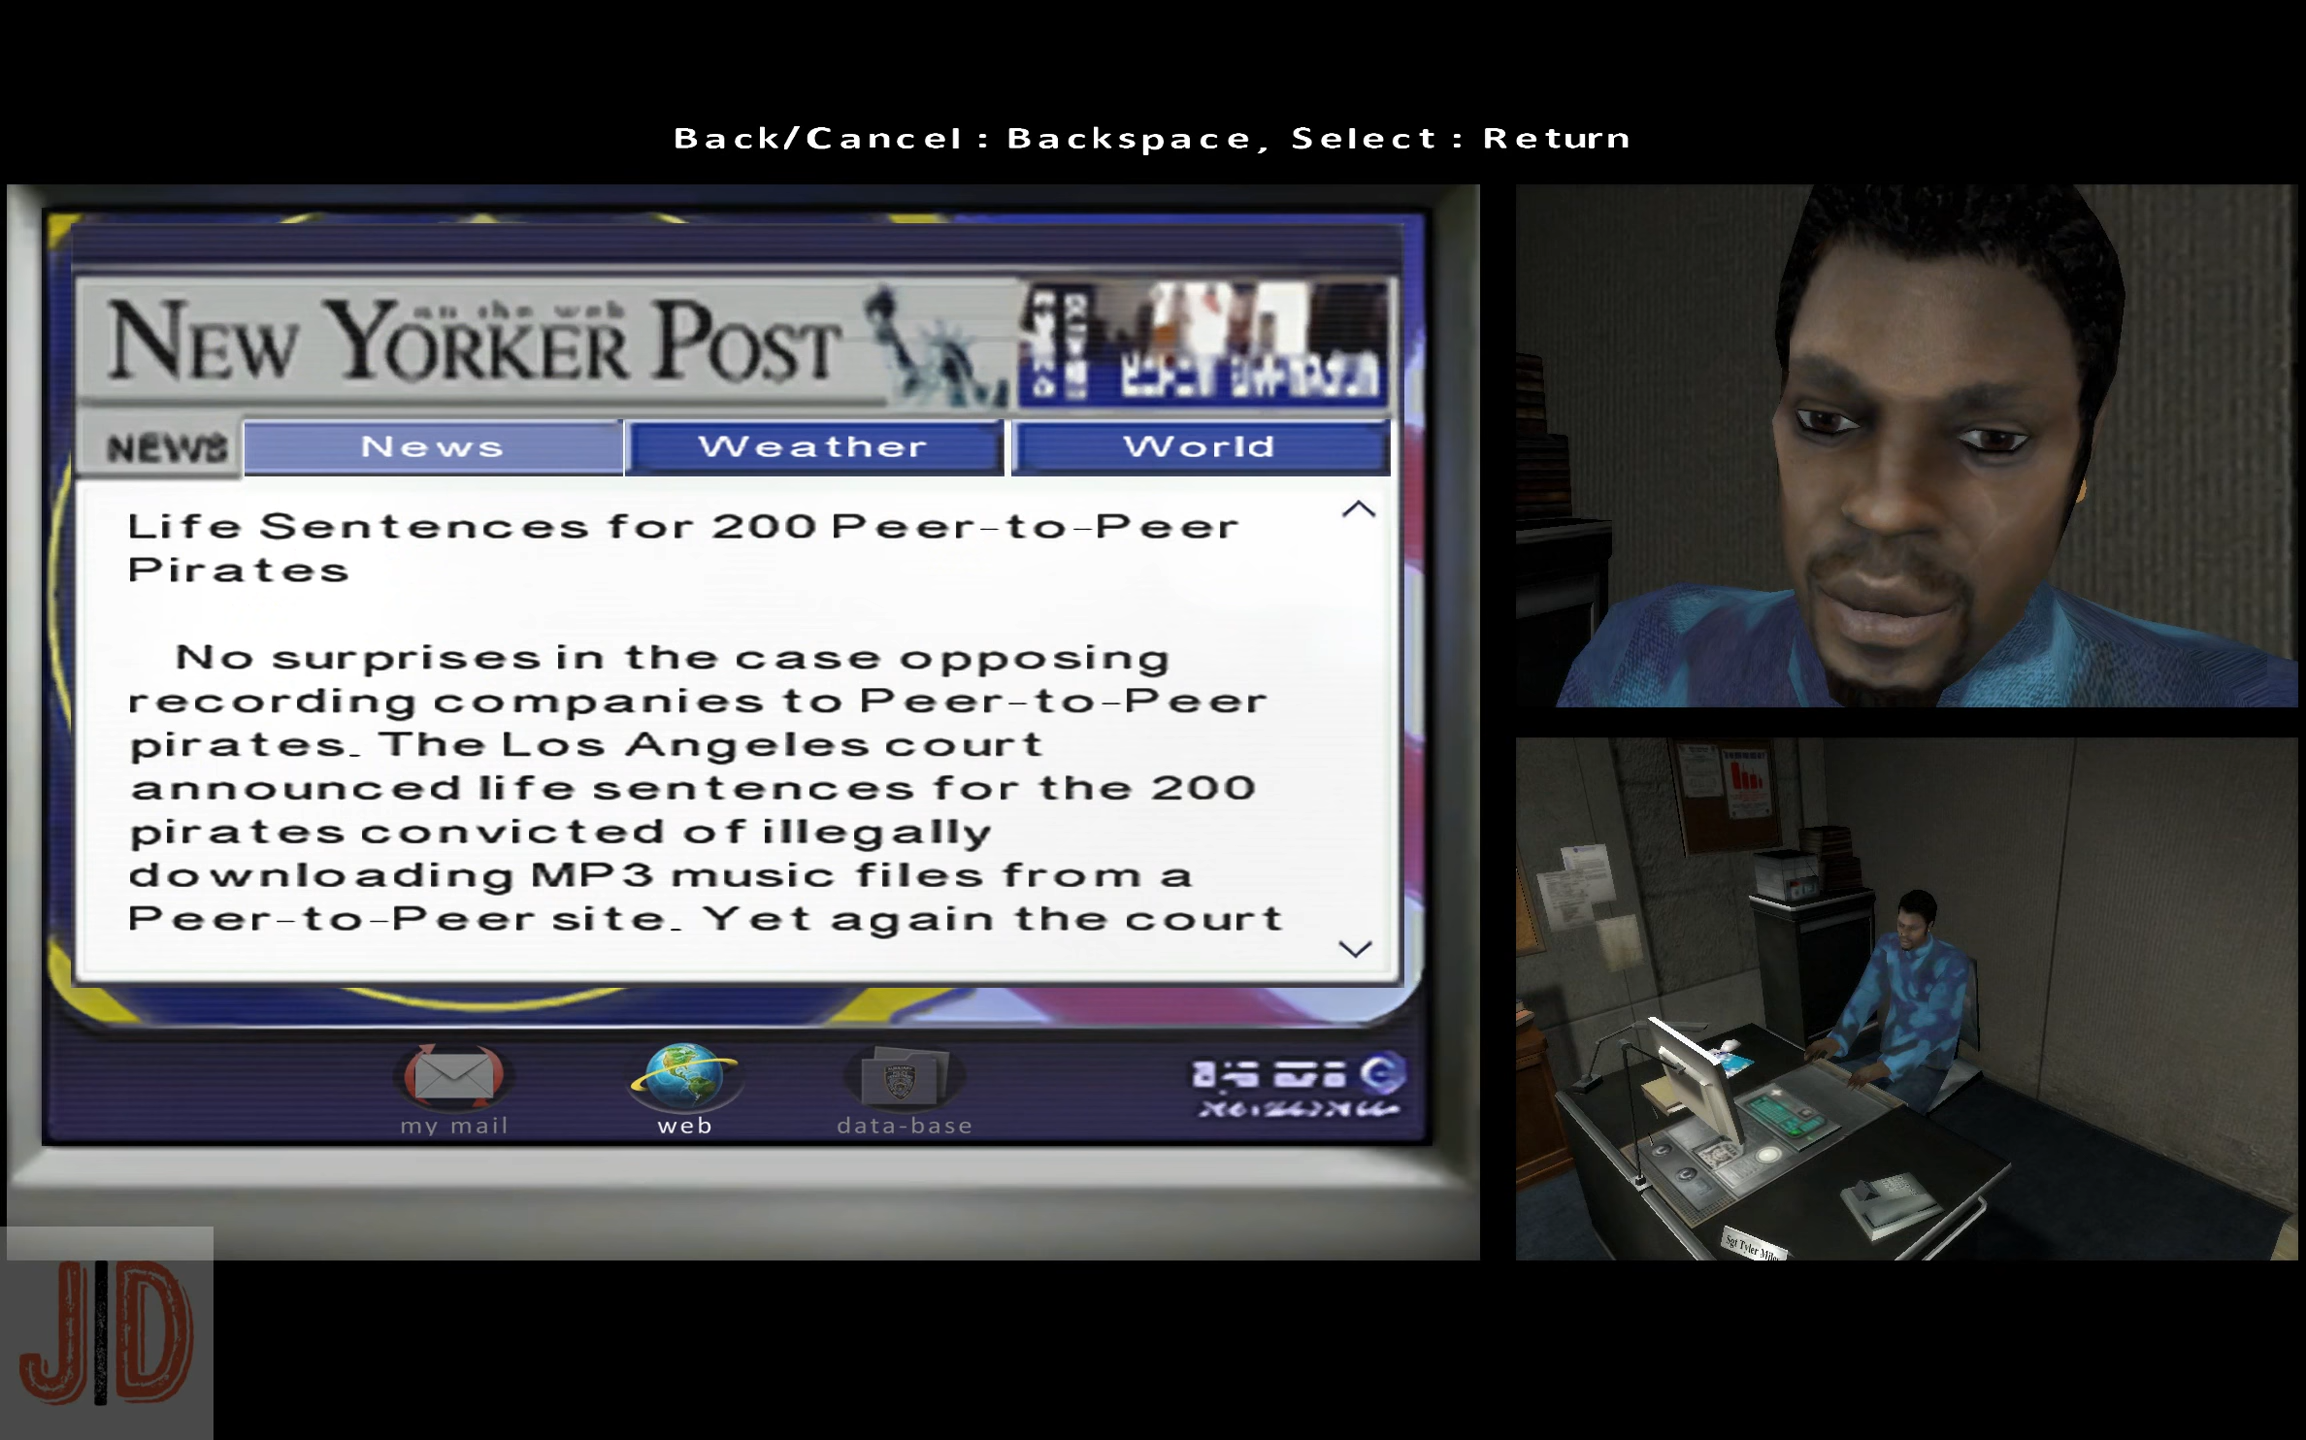 Back/Cancel : Backspace, Select : Return
on the web
NEW YORKER POST
NEWS
News
Weather
World
Life Sentences for 200 Peer-to-Peer
Pirates
No surprises in the case opposing
recording companies to Peer-to-Peer
pirates. The Los Angeles court
announced life sentences for the 200
pirates convicted of illegally
downloading MP3 music files from a
Peer-to-Peer site. Yet again the court
my mail
web
data-base
Sgt Tyler Miles
JD